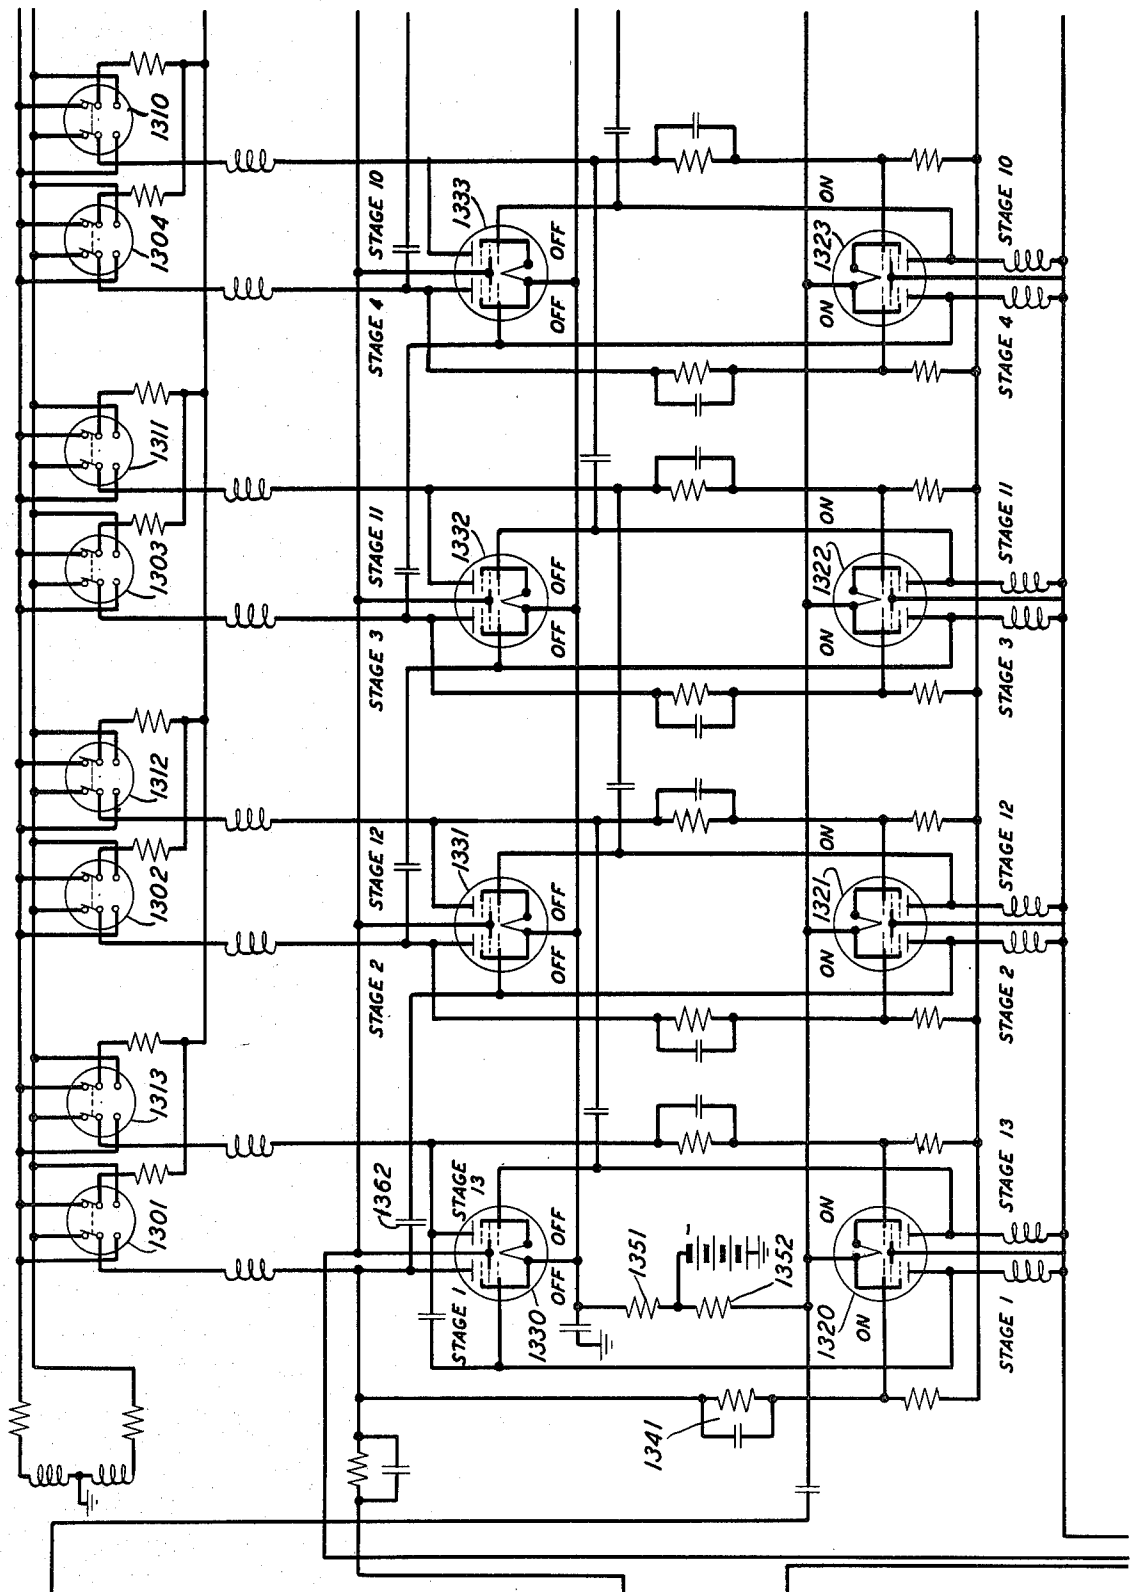 1301
1313
1302
1312
1303
1311
1304
1310
1362
STAGE 2
STAGE 12
STAGE 3
STAGE 11
STAGE 4
STAGE 10
STAGE 1
STAGE
13
1331
1332
1333
1330
OFF
OFF
OFF
OFF
OFF
OFF
OFF
OFF
1341
1351
1352
1320
ON
ON
ON
1321
ON
ON
1322
ON
ON
1323
ON
STAGE 1
STAGE 13
STAGE 2
STAGE 12
STAGE 3
STAGE 11
STAGE 4
STAGE 10